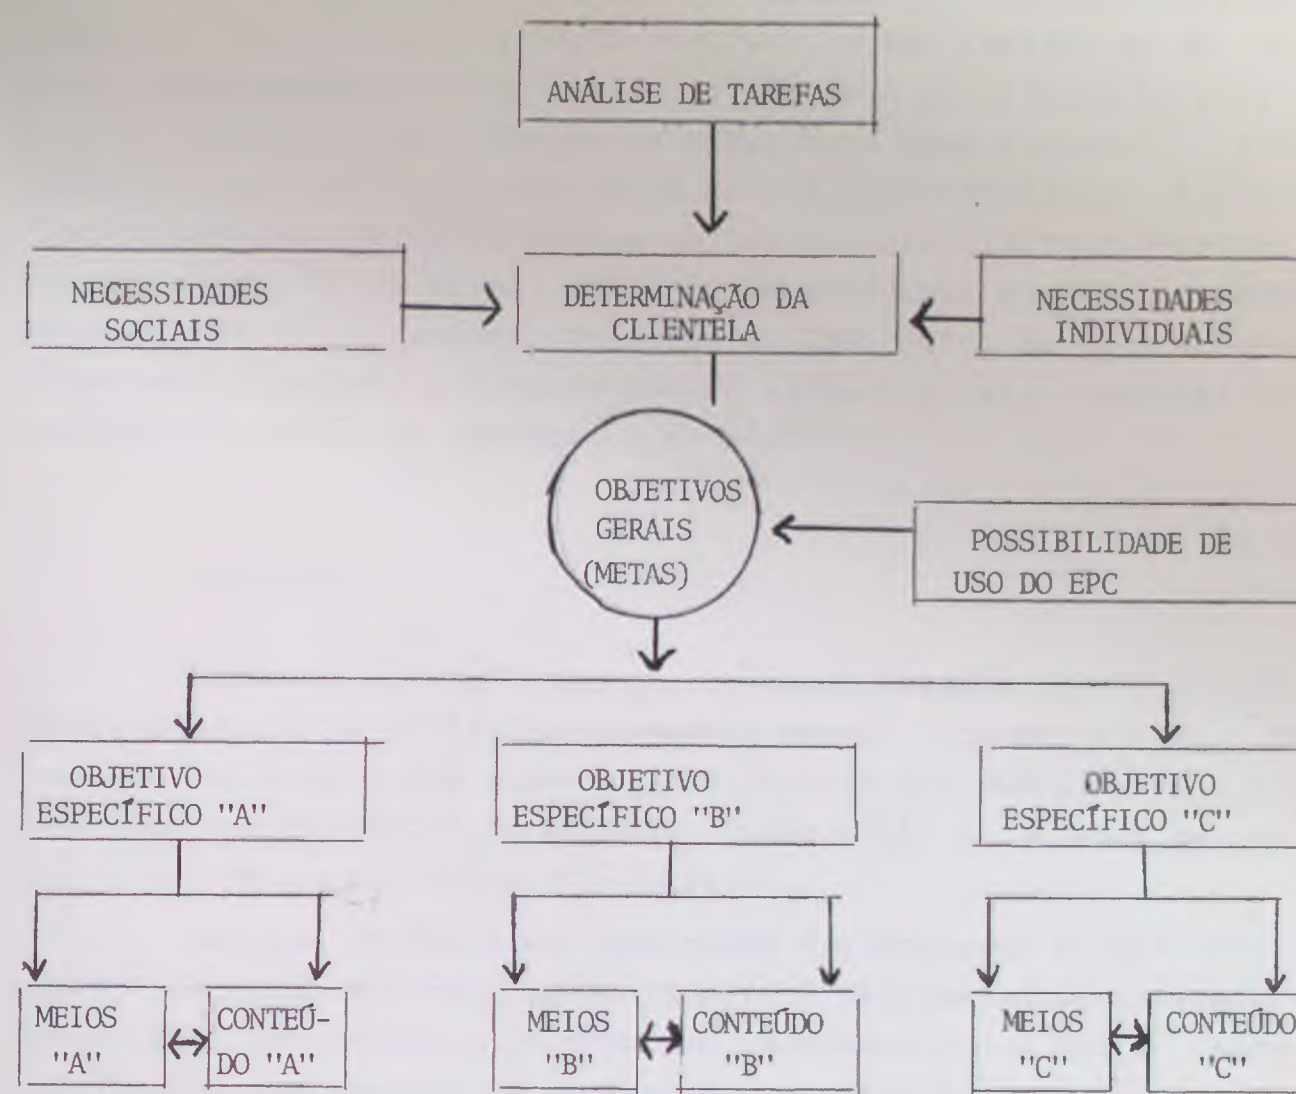 ANÁLISE DE TAREFAS
NECESSIDADES
SOCIAIS
DETERMINAÇÃO DA
CLIENTELA
NECESSIDADES
INDIVIDUAIS
OBJETIVOS
GERAIS
(METAS)
POSSIBILIDADE DE
USO DO EPC
OBJETIVO
ESPECÍFICO "A"
OBJETIVO
ESPECÍFICO "B"
OBJETIVO
ESPECÍFICO "C"
MEIOS
"A"
CONTEÚ-
DO "A"
MEIOS
"B"
CONTEÚDO
"B"
MEIOS
"C"
CONTEÚDO
"C"